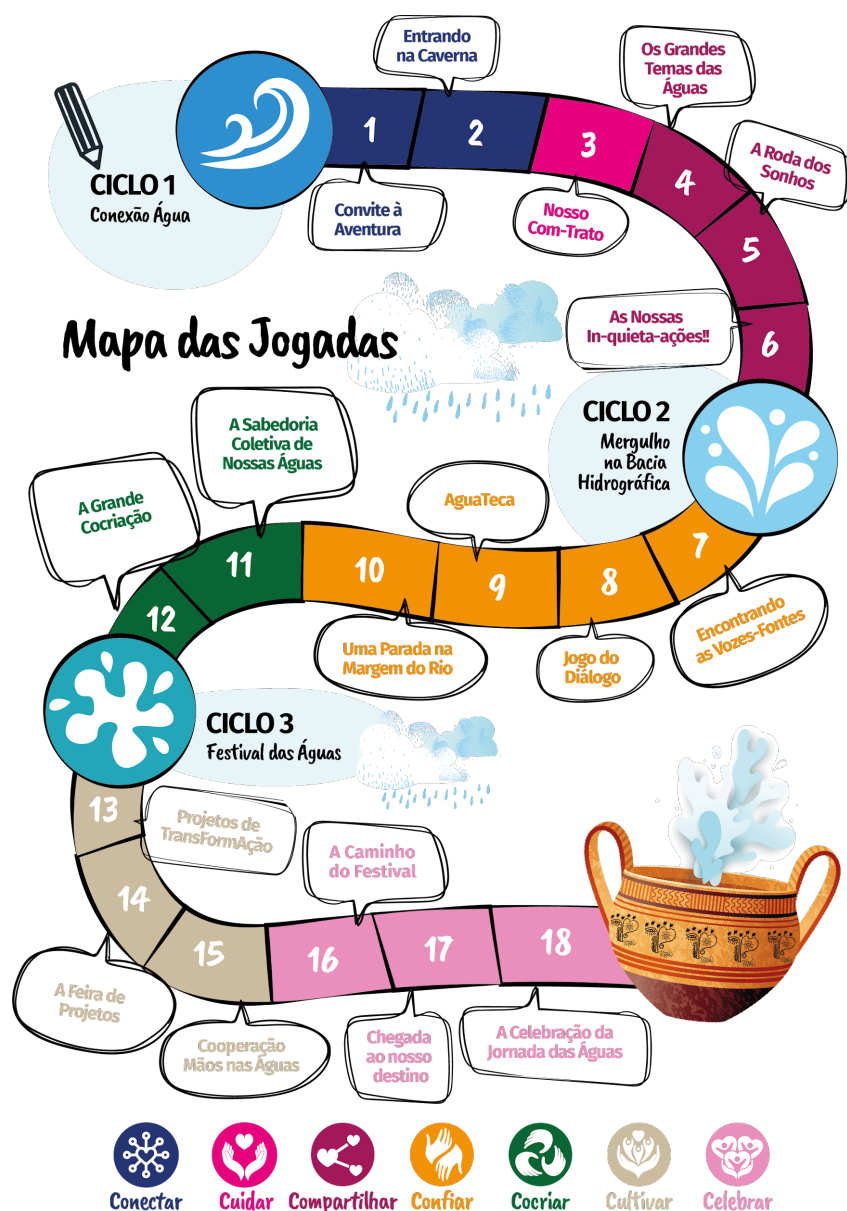 Entrando
na Caverna
Os Grandes
Temas das
Águas
1
2
3
4
A Roda dos
Sonhos
CICLO 1
Conexão Água
Convite à
Aventura
Nosso
Com-Trato
5
Mapa das Jogadas
As Nossas
In-quieta-ações!!
6
CICLO 2
Mergulho
na Bacia
Hidrográfica
A Sabedoria
Coletiva de
Nossas Águas
A Grande
Cocriação
AguaTeca
7
8
9
10
11
12
Encontrando
as Vozes-Fontes
Jogo do
Diálogo
Uma Parada na
Margem do Rio
CICLO 3
Festival das Águas
13
Projetos de
TransFormAção
A Caminho
do Festival
14
15
16
17
18
A Feira de
Projetos
Cooperação
Mãos nas Águas
Chegada
ao nosso
destino
A Celebração da
Jornada das Águas
Conectar
Cuidar
Compartilhar
Confiar
Cocriar
Cultivar
Celebrar